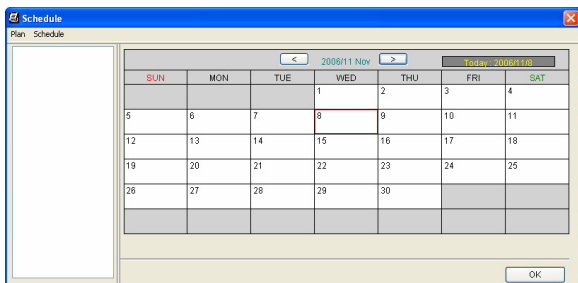 Schedule
Plan Schedule
< 2006/11 Nov > Today 2006/11/8
SUN MON TUE WED THU FRI SAT
1 2 3 4
5 6 7 8 9 10 11
12 13 14 15 16 17 18
19 20 21 22 23 24 25
26 27 28 29 30
OK